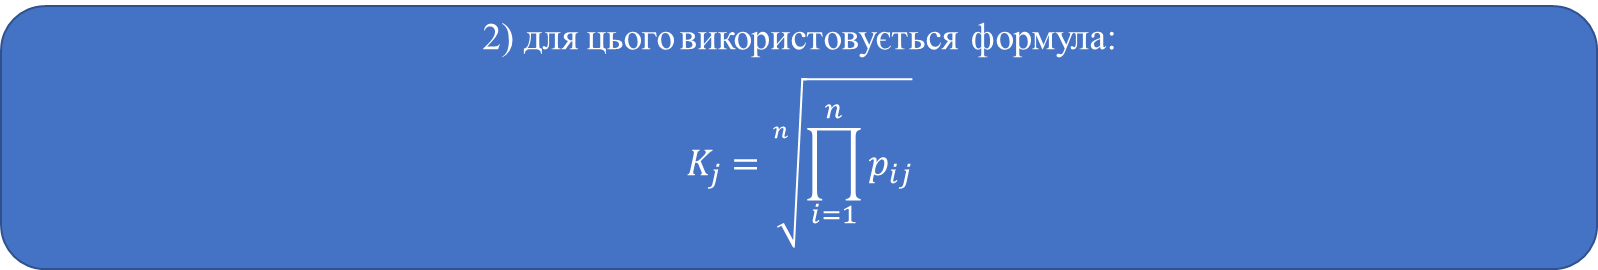 2) для цього використовується формула:
$K_j = \sqrt[n]{\prod_{i=1}^{n} p_{ij}}$